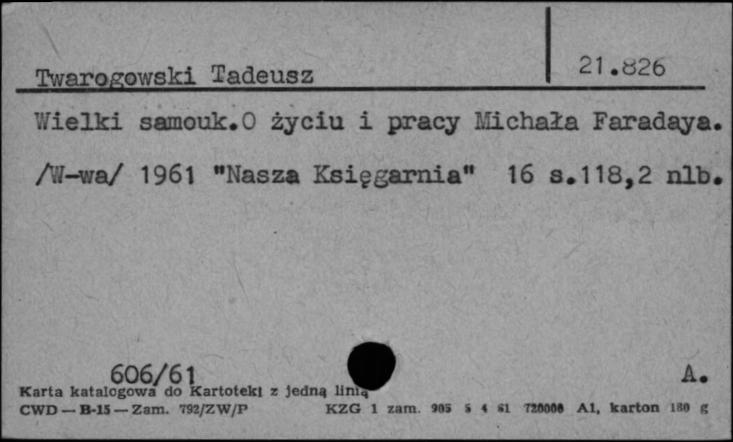 Twarogowski Tadeusz 21.826
Wielki samouk.O życiu i pracy Michała Faradaya.
/W-wa/ 1961 "Nasza Księgarnia" 16 s.118,2 nlb.
606/61 A.
Karta katalogowa do Kartoteki z jedną linią
CWD — B-15 — Zam. 792/ZW/P KZG 1 zam. 905 5 4 61 720000 A1, karton 180 g